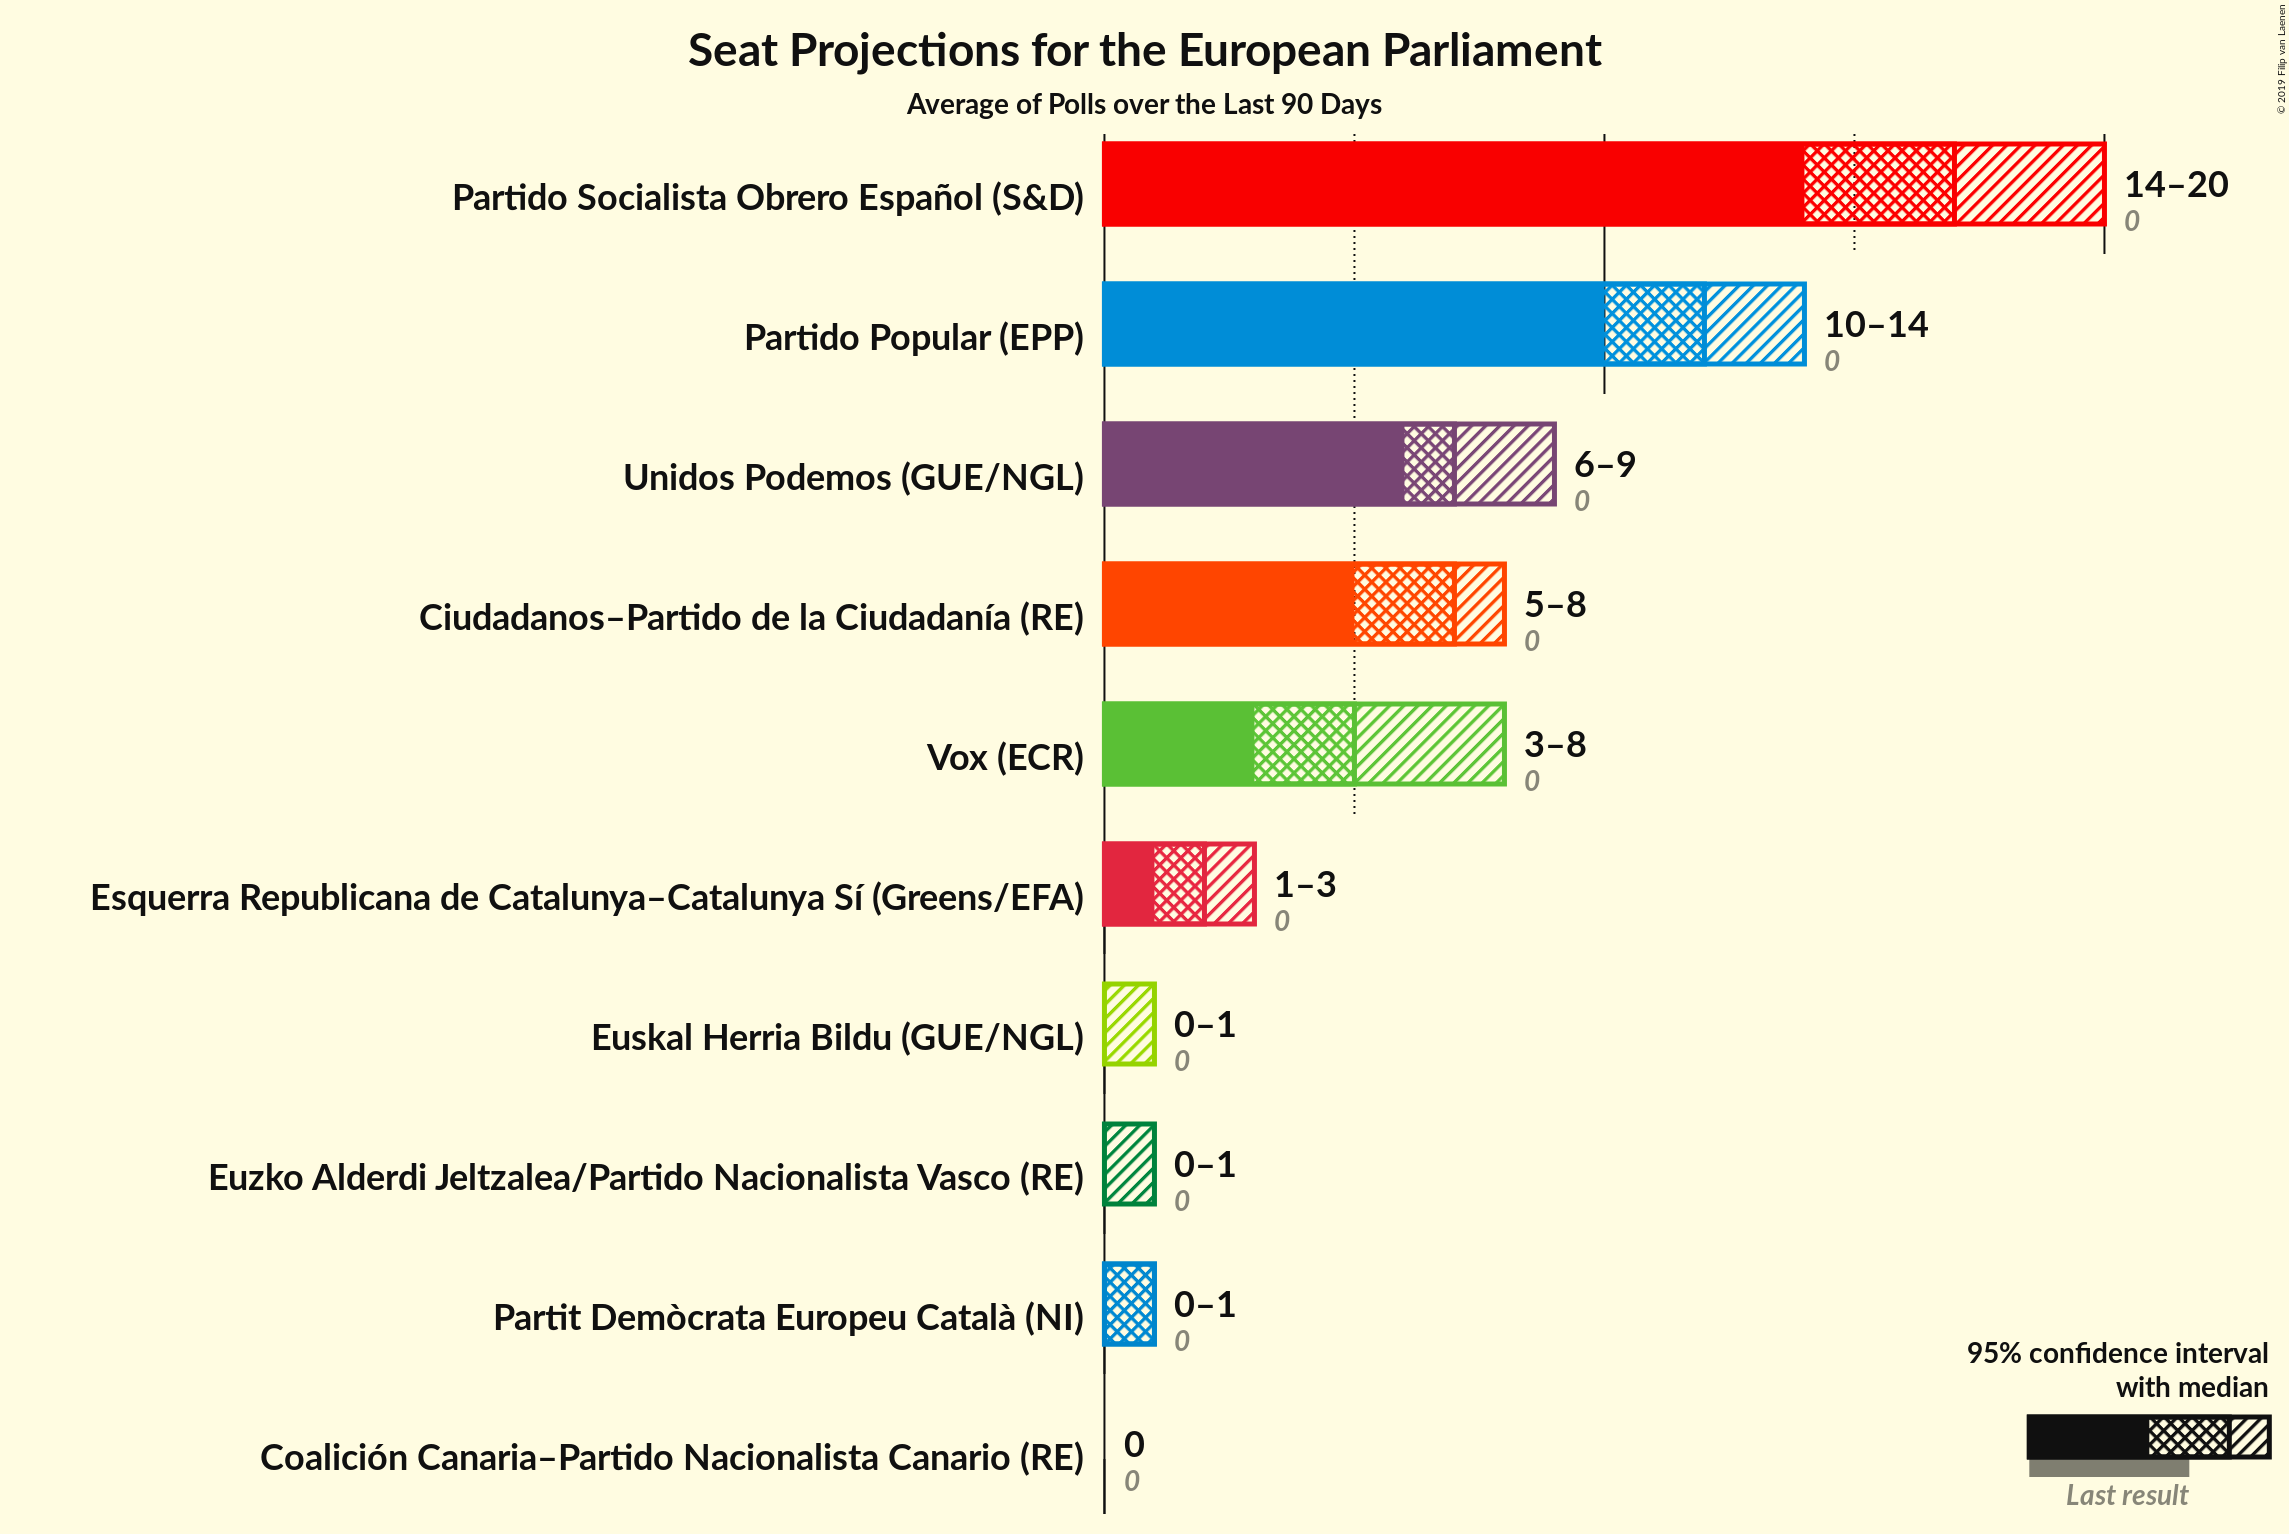 Seat Projections for the European Parliament
Average of Polls over the Last 90 Days
© 2019 Filip van Laenen
Partido Socialista Obrero Español (S&D)
14–20
0
Partido Popular (EPP)
10–14
0
Unidos Podemos (GUE/NGL)
6–9
0
Ciudadanos–Partido de la Ciudadanía (RE)
5–8
0
Vox (ECR)
3–8
0
Esquerra Republicana de Catalunya–Catalunya Sí (Greens/EFA)
1–3
0
Euskal Herria Bildu (GUE/NGL)
0–1
0
Euzko Alderdi Jeltzalea/Partido Nacionalista Vasco (RE)
0–1
0
Partit Demòcrata Europeu Català (NI)
0–1
0
Coalición Canaria–Partido Nacionalista Canario (RE)
0
0
95% confidence interval
with median
Last result